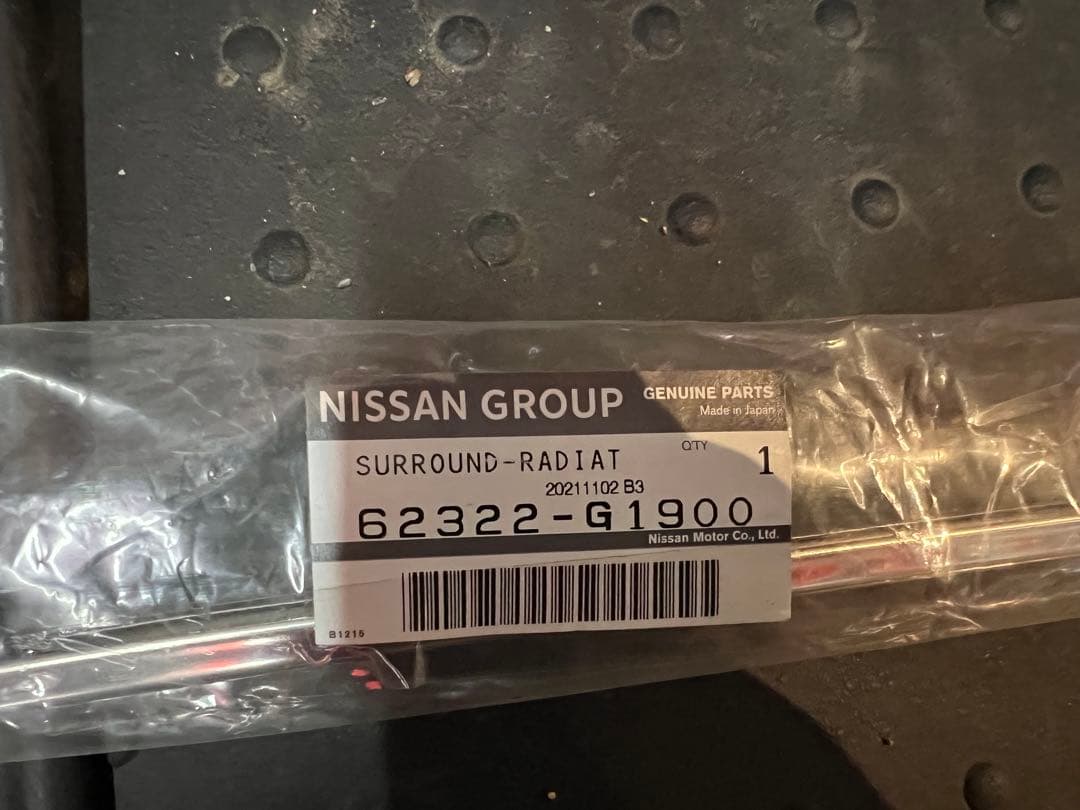 NISSAN GROUP GENUINE PARTS
Made in Japan
SURROUND-RADIAT QTY 1
20211102 B3
62322-G1900
Nissan Motor Co., Ltd.
B1215